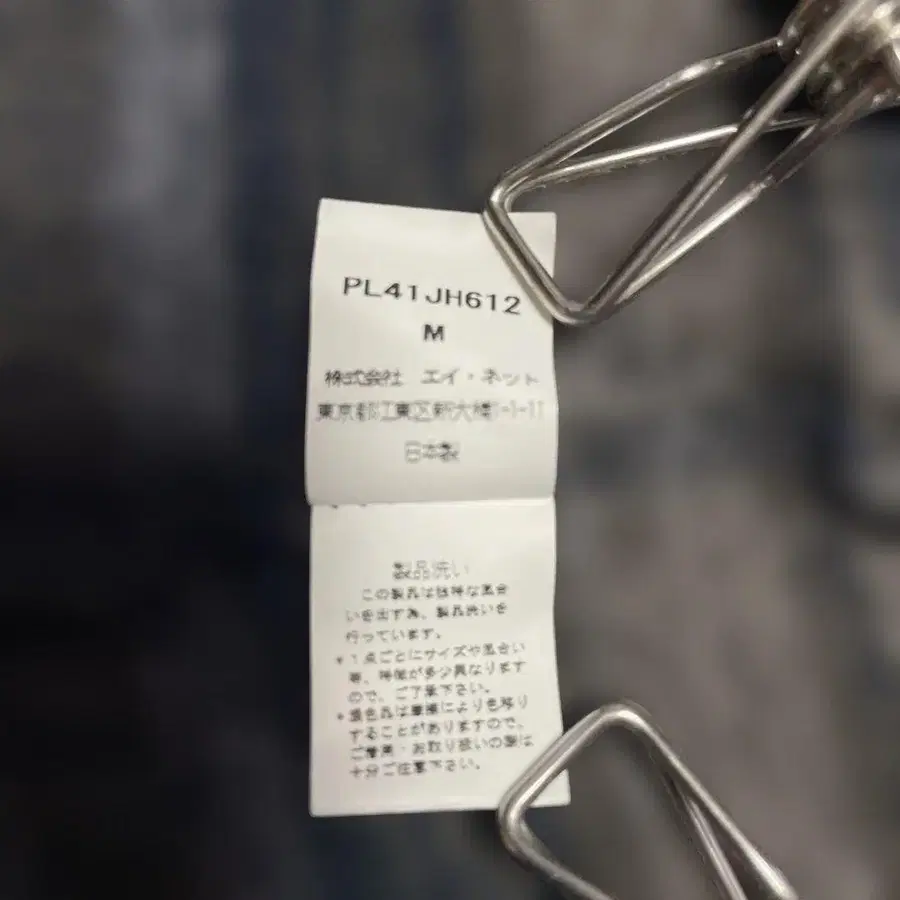 PL41JH612
M
株式会社 エイ・ネット
東京都江東区新大橋1-1-11
日本製
製品洗い
この製品は独特な風合
いを出す為、製品洗いを
行っています。
*1点ごとにサイズや風合い
等、特徴が多少異なります
ので、ご了承下さい。
*濃色品は摩擦により色移り
することがありますので、
ご着用・お取り扱いの際は
十分ご注意下さい。